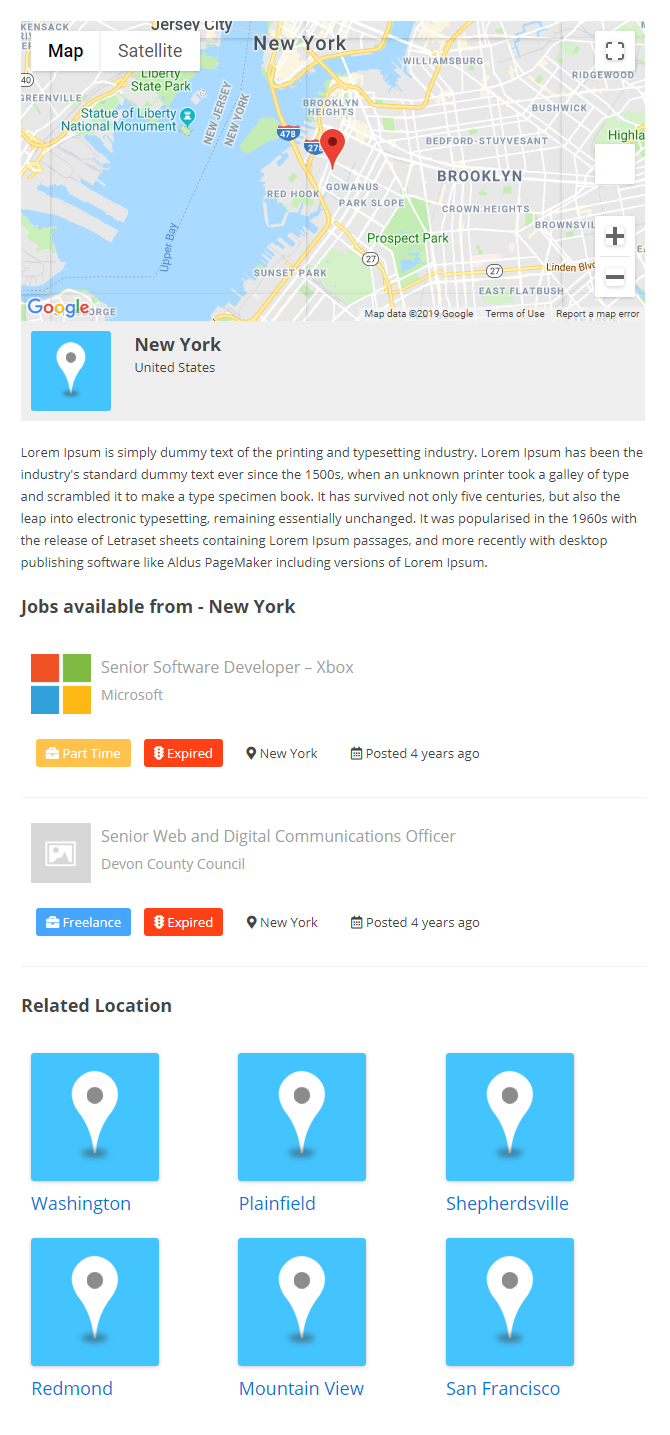 KENSAK
Jersey City
New York
Map Satellite
WILLIAMSBURG
RIDGEWOOD
40
Liberty
State Park
GREENVILLE
NEW JERSEY
NEW YORK
BROOKLYN
HEIGHTS
BUSHWICK
Statue of Liberty
National Monument
478
BEDFORD-STUYVESANT
Highla
BROOKLYN
GOWANUS
RED HOOK
PARK SLOPE
CROWN HEIGHTS
Upper Bay
Prospect Park
BROWNSVIL
27
27
Linden Blvd
SUNSET PARK
EAST FLATBUSH
Google
ORGE
Map data ©2019 Google Terms of Use Report a map error
New York
United States
Lorem Ipsum is simply dummy text of the printing and typesetting industry. Lorem Ipsum has been the
industry's standard dummy text ever since the 1500s, when an unknown printer took a galley of type
and scrambled it to make a type specimen book. It has survived not only five centuries, but also the
leap into electronic typesetting, remaining essentially unchanged. It was popularised in the 1960s with
the release of Letraset sheets containing Lorem Ipsum passages, and more recently with desktop
publishing software like Aldus PageMaker including versions of Lorem Ipsum.
Jobs available from - New York
Senior Software Developer – Xbox
Microsoft
Part Time Expired New York Posted 4 years ago
Senior Web and Digital Communications Officer
Devon County Council
Freelance Expired New York Posted 4 years ago
Related Location
Washington Plainfield Shepherdsville
Redmond Mountain View San Francisco